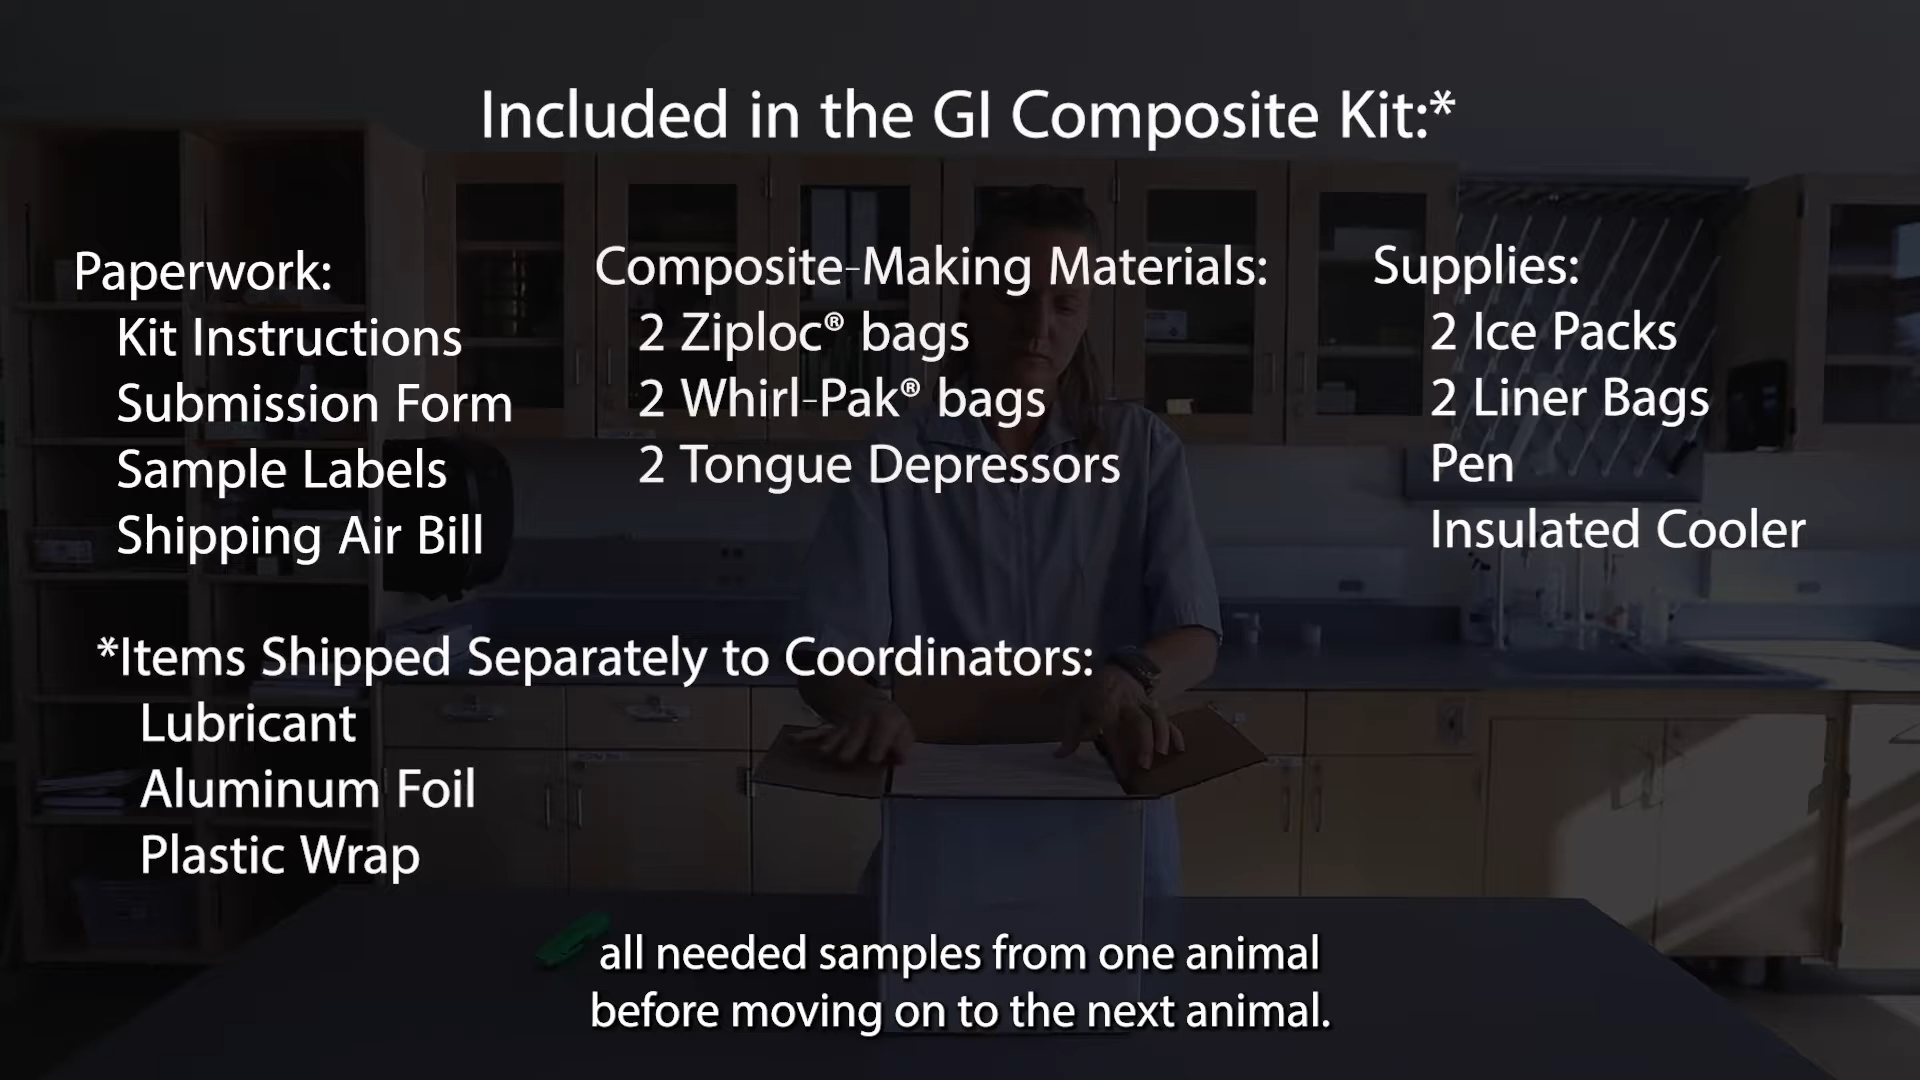 Included in the GI Composite Kit:*
Paperwork:
Kit Instructions
Submission Form
Sample Labels
Shipping Air Bill
Composite-Making Materials:
2 Ziploc® bags
2 Whirl-Pak® bags
2 Tongue Depressors
Supplies:
2 Ice Packs
2 Liner Bags
Pen
Insulated Cooler
*Items Shipped Separately to Coordinators:
Lubricant
Aluminum Foil
Plastic Wrap
all needed samples from one animal
before moving on to the next animal.